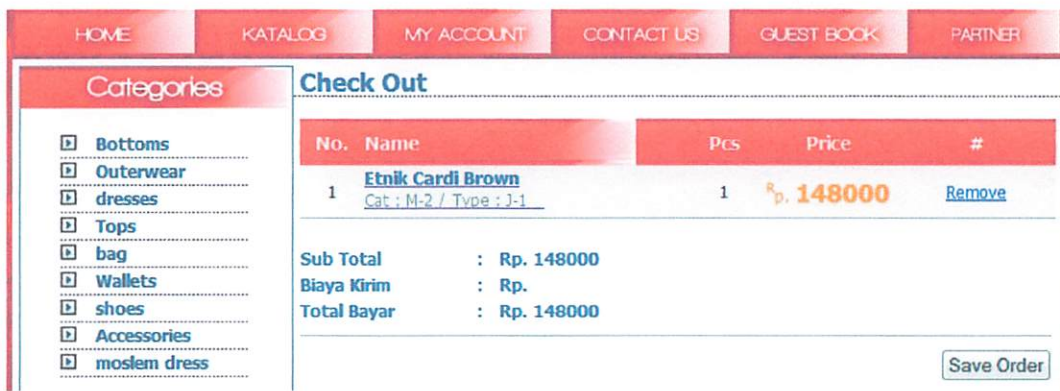 HOME KATALOG MY ACCOUNT CONTACT US GUEST BOOK PARTNER
Categories
Bottoms
Outerwear
dresses
Tops
bag
Wallets
shoes
Accessories
moslem dress
Check Out
No. Name Pcs Price #
1 Etnik Cardi Brown 1 Rp. 148000 Remove
Cat : M-2 / Type : J-1
Sub Total : Rp. 148000
Biaya Kirim : Rp.
Total Bayar : Rp. 148000
Save Order